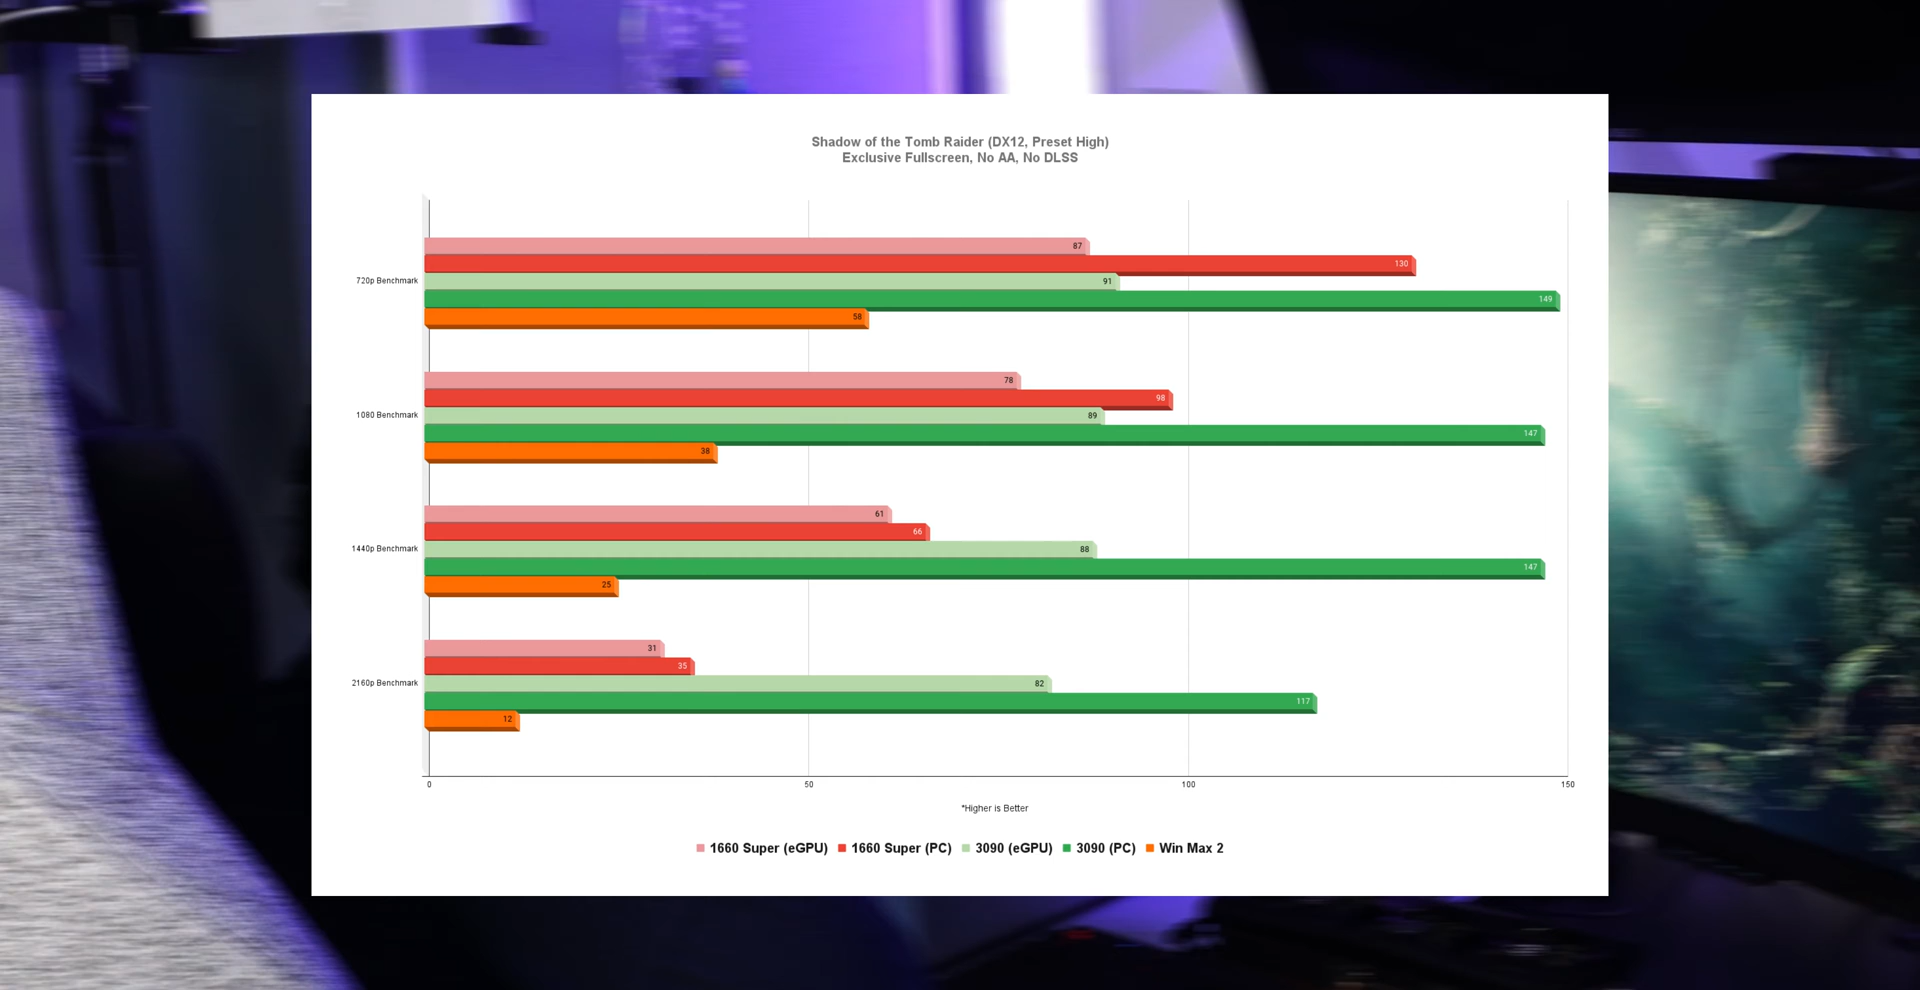 Shadow of the Tomb Raider (DX12, Preset High)
Exclusive Fullscreen, No AA, No DLSS
87
130
720p Benchmark
91
149
58
78
98
1080 Benchmark
89
147
38
61
66
1440p Benchmark
88
147
25
31
35
2160p Benchmark
82
117
12
0 50 100 150
*Higher is Better
1660 Super (eGPU) 1660 Super (PC) 3090 (eGPU) 3090 (PC) Win Max 2